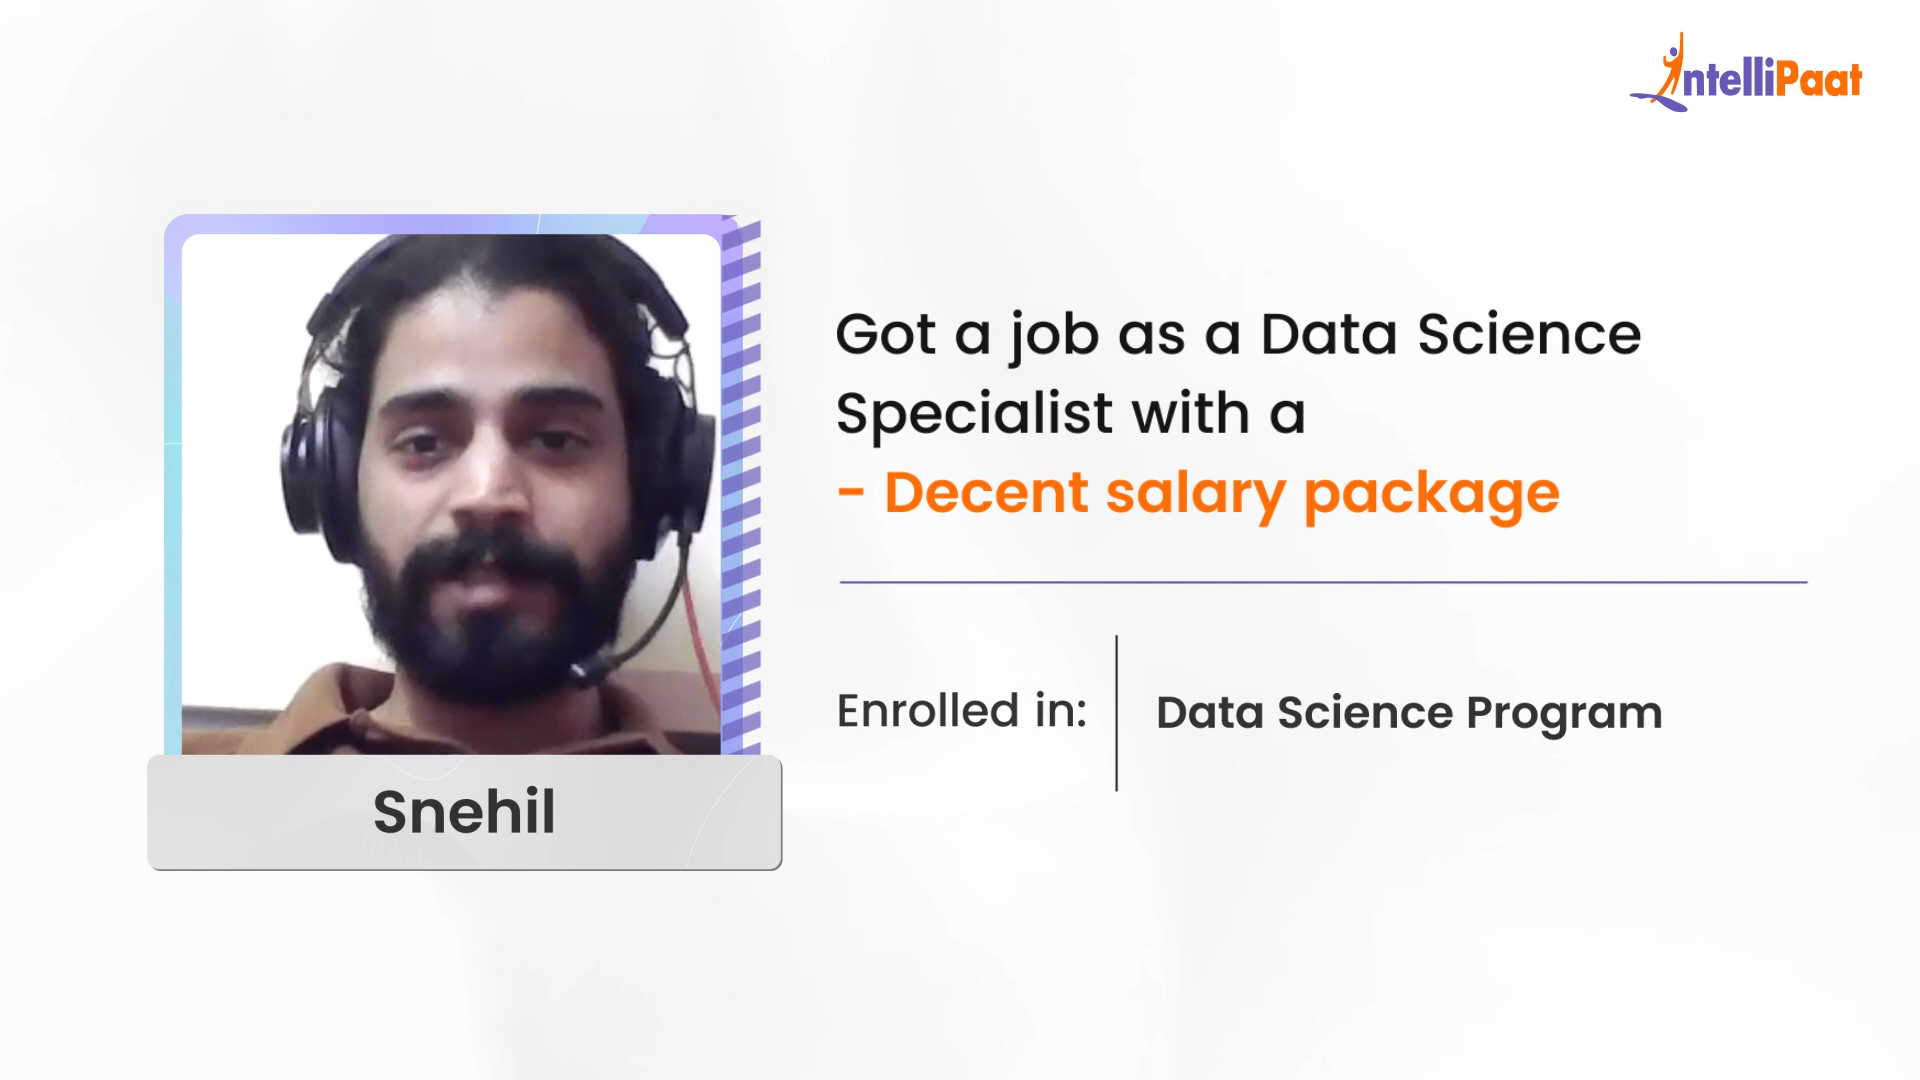 IntelliPaat
Got a job as a Data Science
Specialist with a
- Decent salary package
Enrolled in:
Data Science Program
Snehil